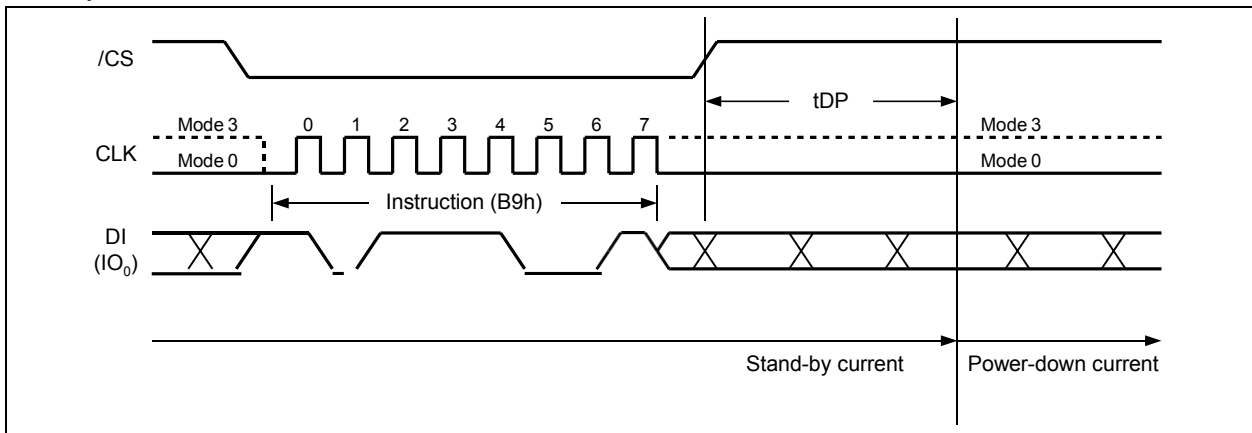 /CS
tDP
Mode 3 0 1 2 3 4 5 6 7 Mode 3
CLK
Mode 0 Mode 0
Instruction (B9h)
DI
(IO₀)
Stand-by current Power-down current